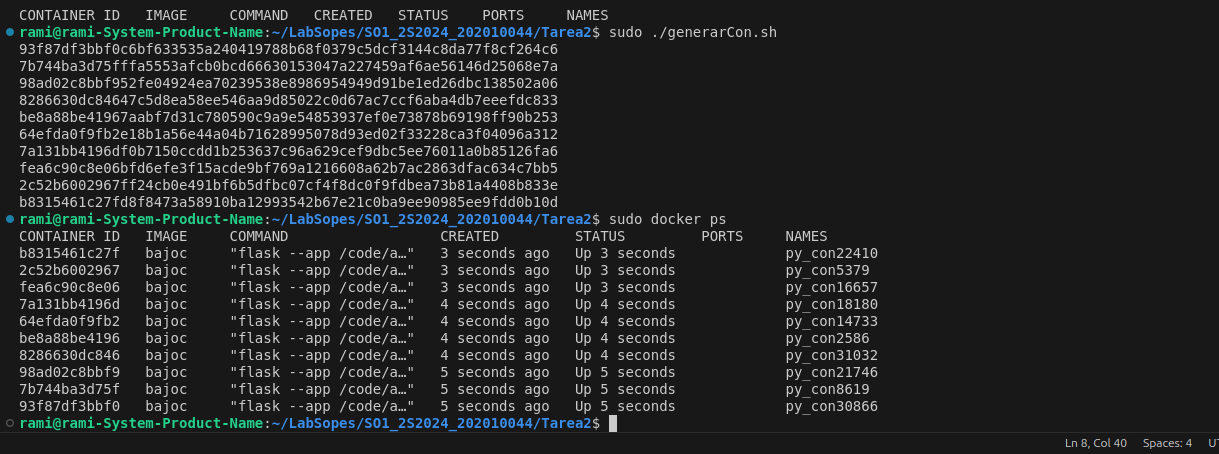 CONTAINER ID   IMAGE     COMMAND   CREATED   STATUS    PORTS     NAMES
rami@rami-System-Product-Name:~/LabSopes/SO1_2S2024_202010044/Tarea2$ sudo ./generarCon.sh
93f87df3bbf0c6bf633535a240419788b68f0379c5dcf3144c8da77f8cf264c6
7b744ba3d75fffa5553afcb0bcd66630153047a227459af6ae56146d25068e7a
98ad02c8bbf952fe04924ea70239538e8986954949d91be1ed26dbc138502a06
8286630dc84647c5d8ea58ee546aa9d85022c0d67ac7ccf6aba4db7eeefdc833
be8a88be41967aabf7d31c780590c9a9e54853937ef0e73878b69198ff90b253
64efda0f9fb2e18b1a56e44a04b71628995078d93ed02f33228ca3f04096a312
7a131bb4196df0b7150ccdd1b253637c96a629cef9dbc5ee76011a0b85126fa6
fea6c90c8e06bfd6efe3f15acde9bf769a1216608a62b7ac2863dfac634c7bb5
2c52b6002967ff24cb0e491bf6b5dfbc07cf4f8dc0f9fdbea73b81a4408b833e
b8315461c27fd8f8473a58910ba12993542b67e21c0ba9ee90985ee9fdd0b10d
rami@rami-System-Product-Name:~/LabSopes/SO1_2S2024_202010044/Tarea2$ sudo docker ps
CONTAINER ID   IMAGE     COMMAND                  CREATED         STATUS         PORTS     NAMES
b8315461c27f   bajoc     "flask --app /code/a…"   3 seconds ago   Up 3 seconds             py_con22410
2c52b6002967   bajoc     "flask --app /code/a…"   3 seconds ago   Up 3 seconds             py_con5379
fea6c90c8e06   bajoc     "flask --app /code/a…"   3 seconds ago   Up 3 seconds             py_con16657
7a131bb4196d   bajoc     "flask --app /code/a…"   4 seconds ago   Up 4 seconds             py_con18180
64efda0f9fb2   bajoc     "flask --app /code/a…"   4 seconds ago   Up 4 seconds             py_con14733
be8a88be4196   bajoc     "flask --app /code/a…"   4 seconds ago   Up 4 seconds             py_con2586
8286630dc846   bajoc     "flask --app /code/a…"   4 seconds ago   Up 4 seconds             py_con31032
98ad02c8bbf9   bajoc     "flask --app /code/a…"   5 seconds ago   Up 5 seconds             py_con21746
7b744ba3d75f   bajoc     "flask --app /code/a…"   5 seconds ago   Up 5 seconds             py_con8619
93f87df3bbf0   bajoc     "flask --app /code/a…"   5 seconds ago   Up 5 seconds             py_con30866
rami@rami-System-Product-Name:~/LabSopes/SO1_2S2024_202010044/Tarea2$
Ln 8, Col 40   Spaces: 4